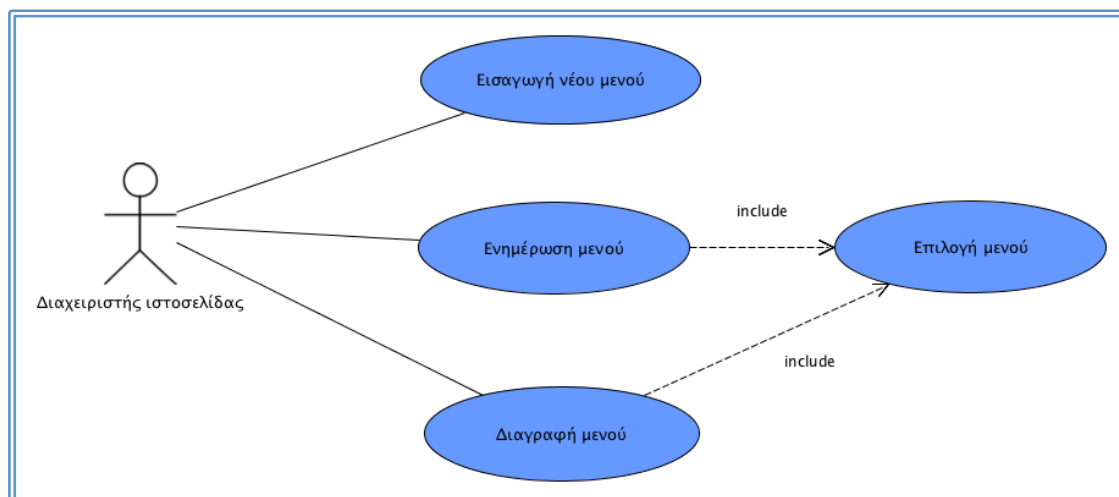 Εισαγωγή νέου μενού
include
Ενημέρωση μενού
Επιλογή μενού
Διαχειριστής ιστοσελίδας
include
Διαγραφή μενού